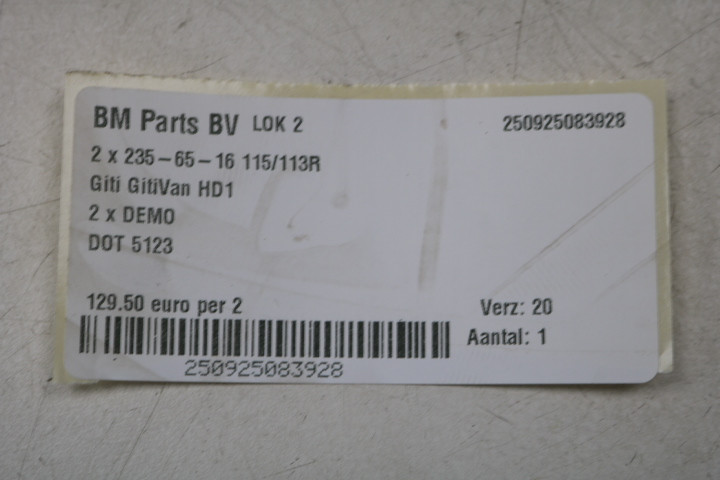 BM Parts BV LOK 2 250925083928
2 x 235-65-16 115/113R
Giti GitiVan HD1
2 x DEMO
DOT 5123
129.50 euro per 2 Verz: 20
Aantal: 1
250925083928